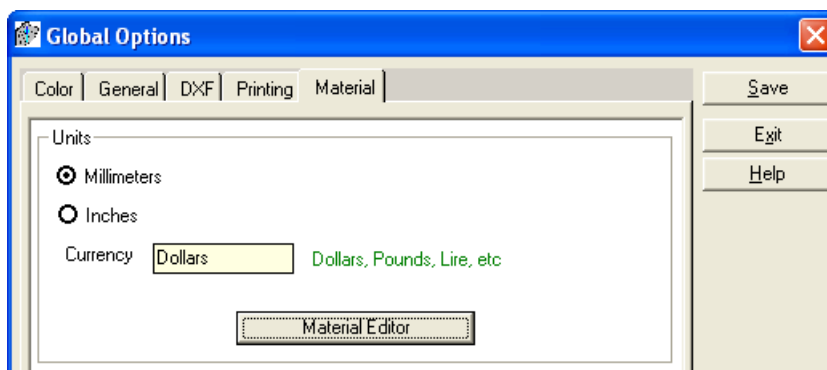 Global Options
Color General DXF Printing Material
Save
Exit
Help
Units
Millimeters
Inches
Currency Dollars Dollars, Pounds, Lire, etc
Material Editor